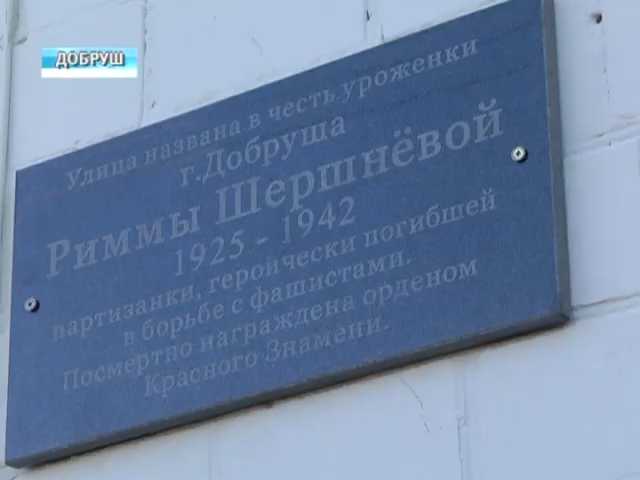 ДОБРУШ
Улица названа в честь уроженки
г.Добруша
Риммы Шершнёвой
1925 - 1942
партизанки, героически погибшей
в борьбе с фашистами.
Посмертно награждена орденом
Красного Знамени.